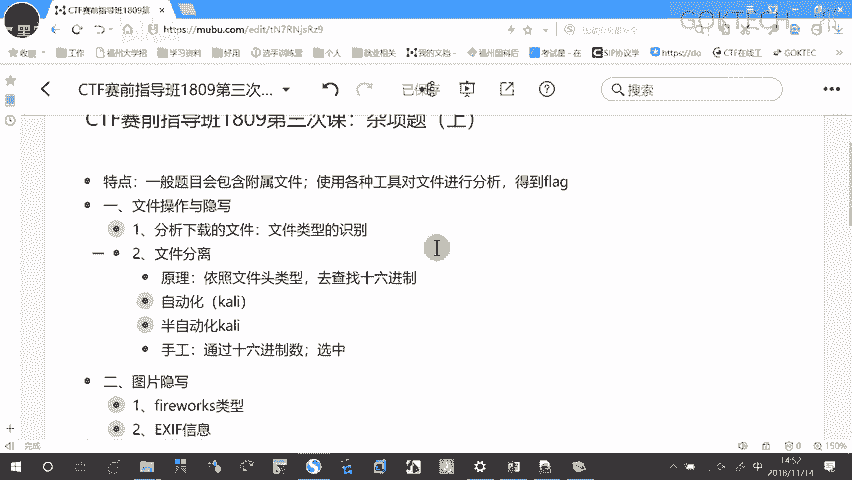 CTF赛前指导班1809第
GOKTECH
https://mubu.com/edit/tN7RNjsRz9
收藏 工作 福州大学招 学习资料 好用 选手训练营 个人 就业相关 我的文档 福州图科后 考试星 - 在 SIP协议学 https://do CTF在线工 GOKTEC
CTF赛前指导班1809第三次... 搜索
CTF赛前指导班1809第三次课：杂项题（上）
特点：一般题目会包含附属文件；使用各种工具对文件进行分析，得到flag
一、文件操作与隐写
1、分析下载的文件：文件类型的识别
2、文件分离
原理：依照文件头类型，去查找十六进制
自动化（kali）
半自动化kali
手工：通过十六进制数；选中
二、图片隐写
1、fireworks类型
2、EXIF信息
完成 0 150%
中 14:52
2018/11/14